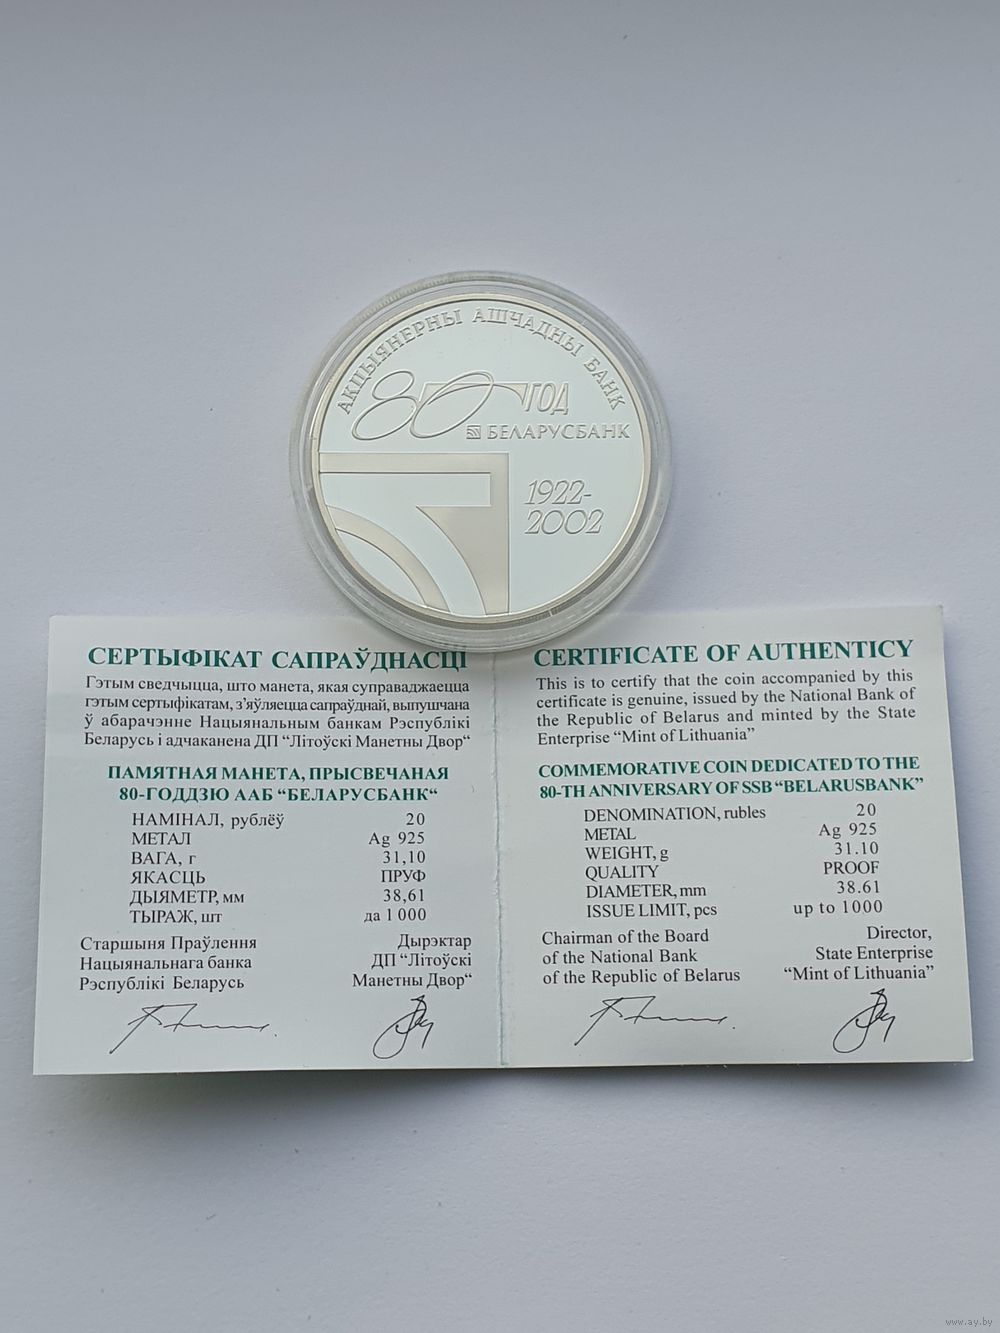 АКЦЫЯНЕРНЫ АШЧАДНЫ БАНК
80 ГОД
БЕЛАРУСБАНК
1922-
2002
СЕРТЫФІКАТ САПРАЎДНАСЦІ
Гэтым сведчыцца, што манета, якая суправаджаецца
гэтым сертыфікатам, з’яўляецца сапраўднай, выпушчана
ў абарачэнне Нацыянальным банкам Рэспублікі
Беларусь і адчаканена ДП “Літоўскі Манетны Двор“
ПАМЯТНАЯ МАНЕТА, ПРЫСВЕЧАНАЯ
80-ГОДДЗЮ ААБ “БЕЛАРУСБАНК“
НАМІНАЛ, рублёў 20
МЕТАЛ Ag 925
ВАГА, г 31,10
ЯКАСЦЬ ПРУФ
ДЫЯМЕТР, мм 38,61
ТЫРАЖ, шт да 1 000
Старшыня Праўлення
Нацыянальнага банка
Рэспублікі Беларусь
Дырэктар
ДП “Літоўскі
Манетны Двор“
CERTIFICATE OF AUTHENTICITY
This is to certify that the coin accompanied by this
certificate is genuine, issued by the National Bank of
the Republic of Belarus and minted by the State
Enterprise “Mint of Lithuania”
COMMEMORATIVE COIN DEDICATED TO THE
80-TH ANNIVERSARY OF SSB “BELARUSBANK”
DENOMINATION, rubles 20
METAL Ag 925
WEIGHT, g 31.10
QUALITY PROOF
DIAMETER, mm 38.61
ISSUE LIMIT, pcs up to 1000
Chairman of the Board
of the National Bank
of the Republic of Belarus
Director,
State Enterprise
“Mint of Lithuania”
www.ay.by